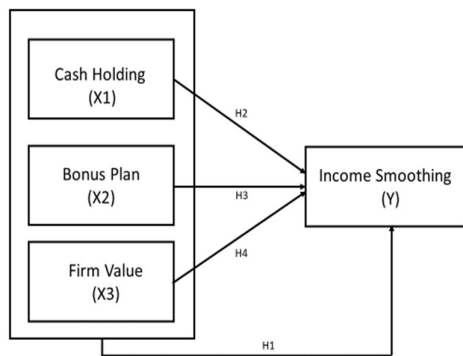 Cash Holding
(X1)
H2
Bonus Plan
(X2)
H3
Income Smoothing
(Y)
Firm Value
(X3)
H4
H1